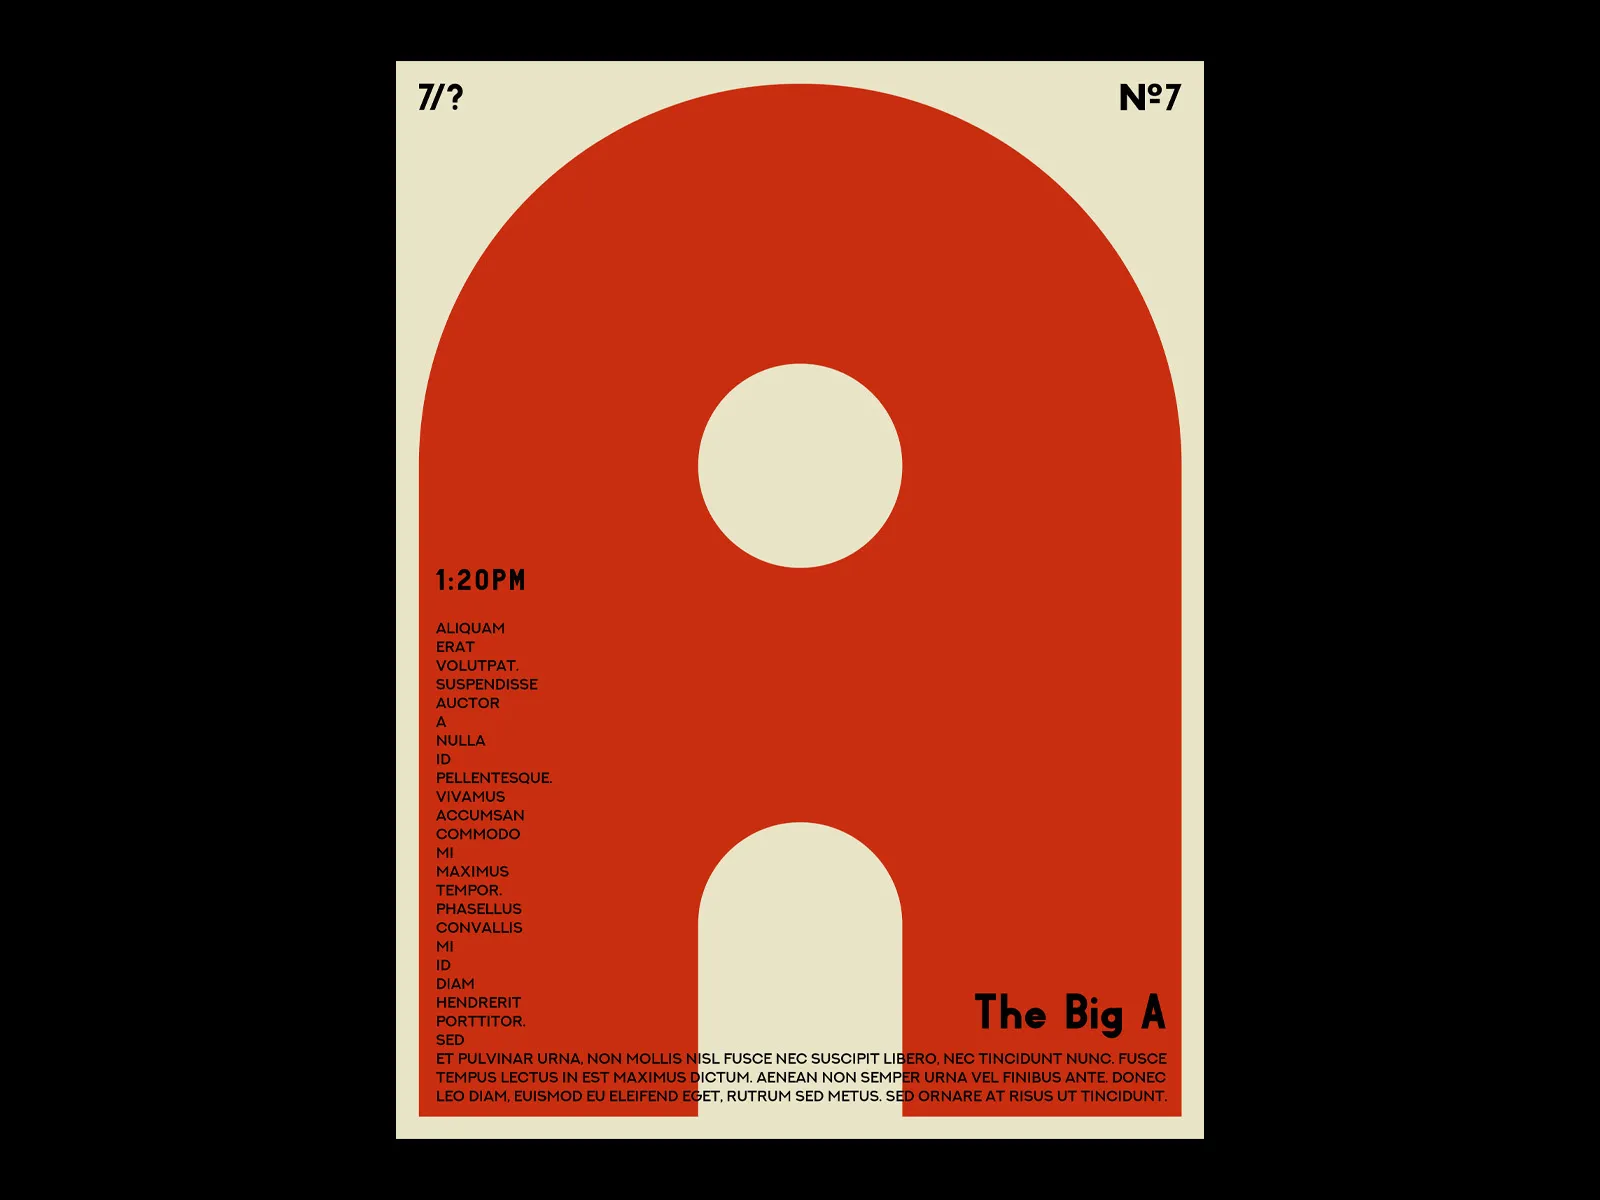 7//?
Nº7
1:20PM
ALIQUAM
ERAT
VOLUTPAT.
SUSPENDISSE
AUCTOR
A
NULLA
ID
PELLENTESQUE.
VIVAMUS
ACCUMSAN
COMMODO
MI
MAXIMUS
TEMPOR.
PHASELLUS
CONVALLIS
MI
ID
DIAM
HENDRERIT
PORTTITOR.
SED
The Big A
ET PULVINAR URNA, NON MOLLIS NISL FUSCE NEC SUSCIPIT LIBERO, NEC TINCIDUNT NUNC. FUSCE
TEMPUS LECTUS IN EST MAXIMUS DICTUM. AENEAN NON SEMPER URNA VEL FINIBUS ANTE. DONEC
LEO DIAM, EUISMOD EU ELEIFEND EGET, RUTRUM SED METUS. SED ORNARE AT RISUS UT TINCIDUNT.